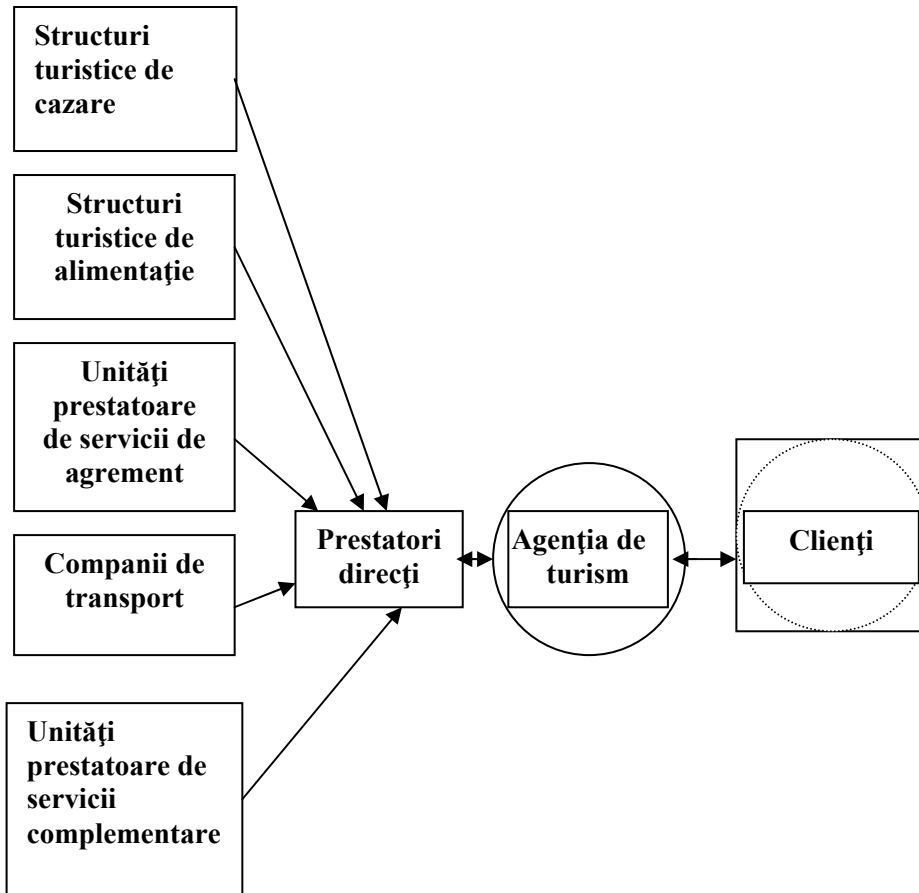 Structuri
turistice de
cazare
Structuri
turistice de
alimentaţie
Unităţi
prestatoare
de servicii de
agrement
Companii de
transport
Unităţi
prestatoare de
servicii
complementare
Prestatori
direcţi
Agenţia de
turism
Clienţi